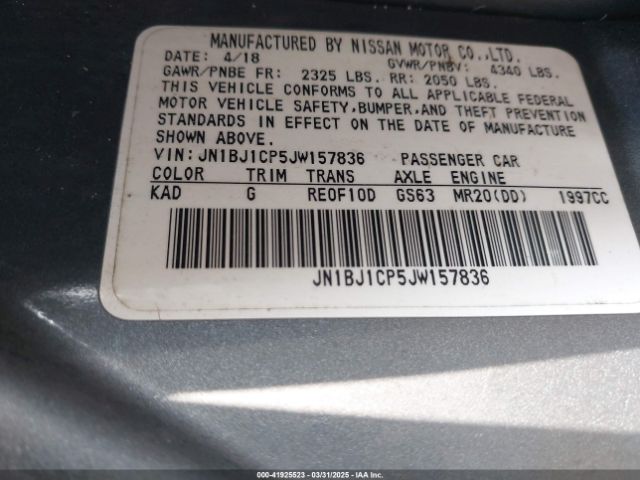 MANUFACTURED BY NISSAN MOTOR CO.,LTD.
DATE: 4/18 GVWR/PNBV: 4340 LBS.
GAWR/PNBE FR: 2325 LBS. RR: 2050 LBS.
THIS VEHICLE CONFORMS TO ALL APPLICABLE FEDERAL
MOTOR VEHICLE SAFETY, BUMPER, AND THEFT PREVENTION
STANDARDS IN EFFECT ON THE DATE OF MANUFACTURE
SHOWN ABOVE.
VIN: JN1BJ1CP5JW157836 PASSENGER CAR
COLOR TRIM TRANS AXLE ENGINE
KAD G RE0F10D GS63 MR20(DD) 1997CC
JN1BJ1CP5JW157836
000-41925523 — 03/31/2025 — IAAI.COM